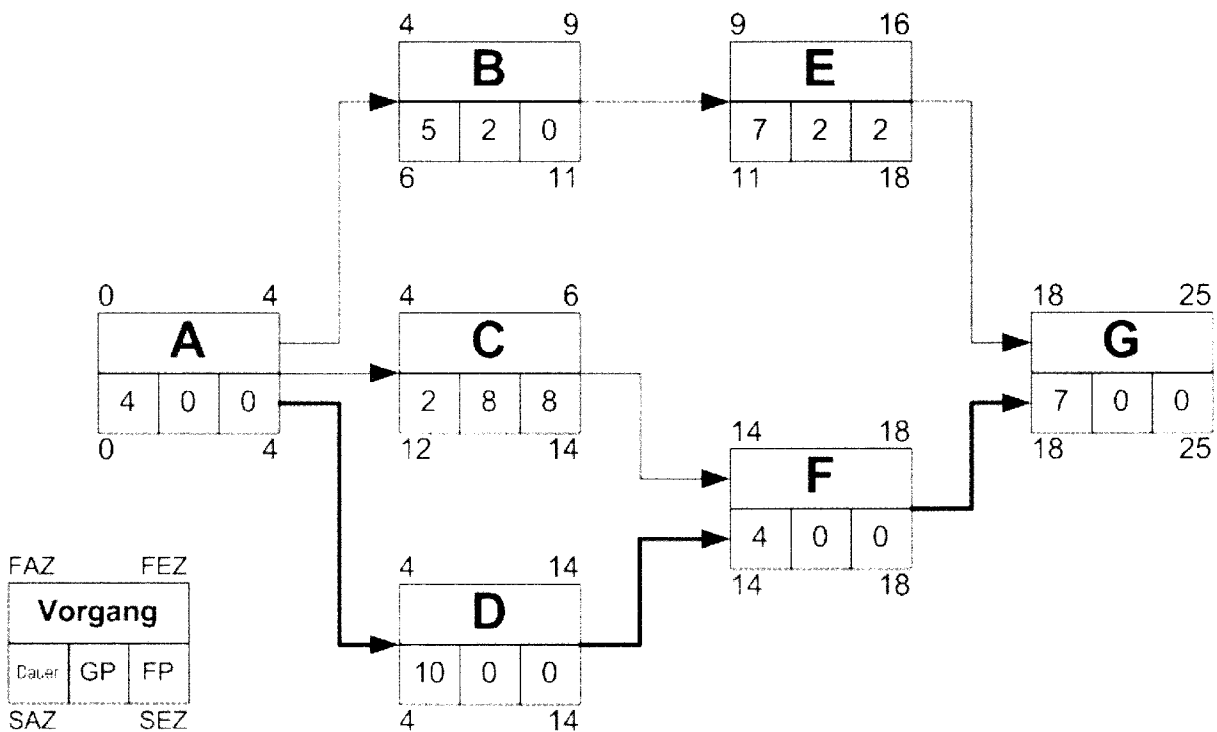 4 9
B
5 2 0
6 11
9 16
E
7 2 2
11 18
0 4
A
4 0 0
0 4
4 6
C
2 8 8
12 14
18 25
G
7 0 0
18 25
14 18
F
4 0 0
14 18
4 14
D
10 0 0
4 14
FAZ FEZ
Vorgang
Dauer GP FP
SAZ SEZ